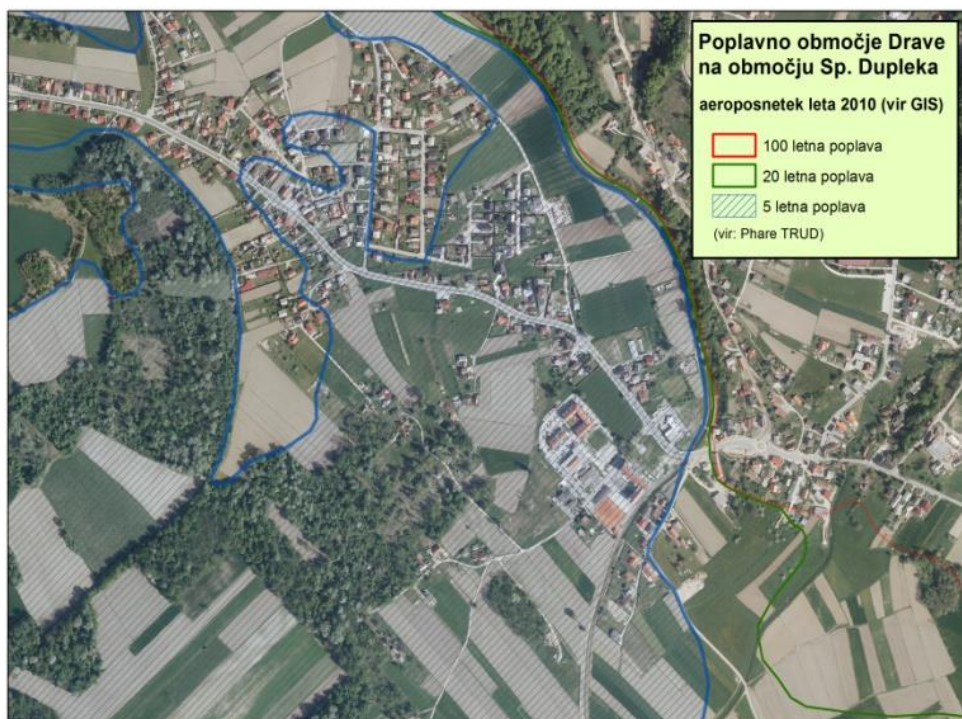 Poplavno območje Drave
na območju Sp. Dupleka
aeroposnetek leta 2010 (vir GIS)
100 letna poplava
20 letna poplava
5 letna poplava
(vir: Phare TRUD)